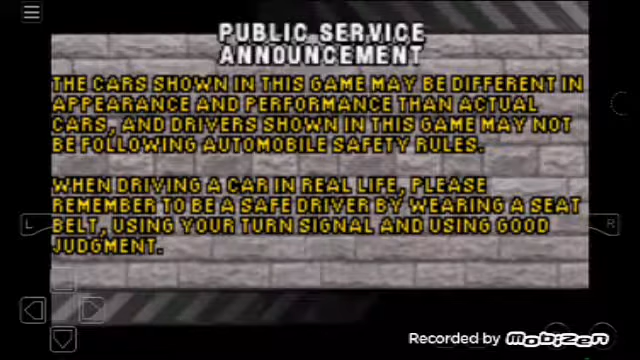 PUBLIC SERVICE
ANNOUNCEMENT
THE CARS SHOWN IN THIS GAME MAY BE DIFFERENT IN
APPEARANCE AND PERFORMANCE THAN ACTUAL
CARS, AND DRIVERS SHOWN IN THIS GAME MAY NOT
BE FOLLOWING AUTOMOBILE SAFETY RULES.
WHEN DRIVING A CAR IN REAL LIFE, PLEASE
REMEMBER TO BE A SAFE DRIVER BY WEARING A SEAT
BELT, USING YOUR TURN SIGNAL AND USING GOOD
JUDGMENT.
L
R
Recorded by mobizen